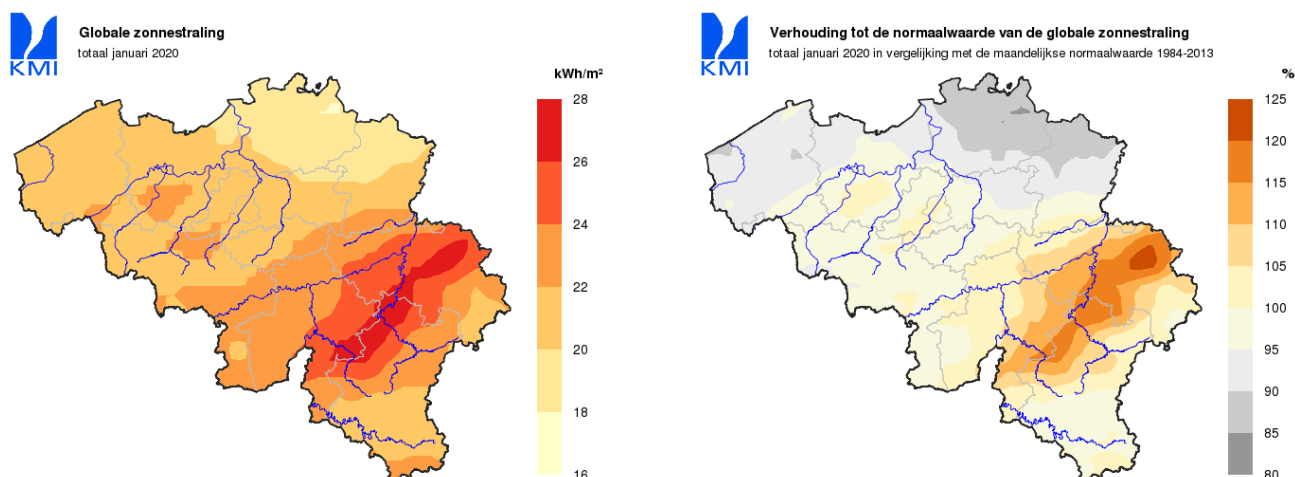 Globale zonnestraling
totaal januari 2020
KMI
kWh/m²
28
26
24
22
20
18
16
Verhouding tot de normaalwaarde van de globale zonnestraling
totaal januari 2020 in vergelijking met de maandelijkse normaalwaarde 1984-2013
KMI
%
125
120
115
110
105
100
95
90
85
80